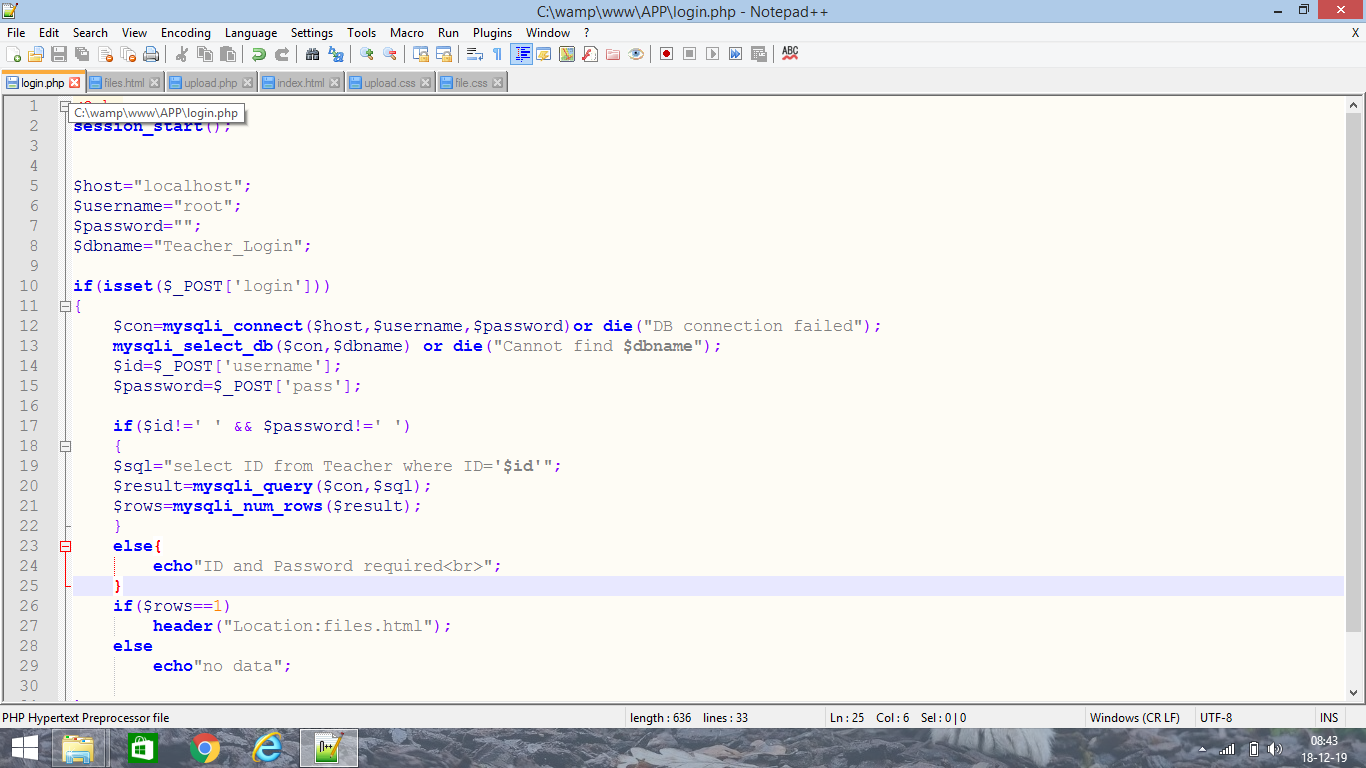 C:\wamp\www\APP\login.php - Notepad++
File Edit Search View Encoding Language Settings Tools Macro Run Plugins Window ? X
login.php files.html upload.php index.html upload.css file.css
1
C:\wamp\www\APP\login.php
2 session_start();
3
4
5 $host="localhost";
6 $username="root";
7 $password="";
8 $dbname="Teacher_Login";
9
10 if(isset($_POST['login']))
11 {
12 $con=mysqli_connect($host,$username,$password)or die("DB connection failed");
13 mysqli_select_db($con,$dbname) or die("Cannot find $dbname");
14 $id=$_POST['username'];
15 $password=$_POST['pass'];
16
17 if($id!=' ' && $password!=' ')
18 {
19 $sql="select ID from Teacher where ID='$id'";
20 $result=mysqli_query($con,$sql);
21 $rows=mysqli_num_rows($result);
22 }
23 else{
24 echo"ID and Password required<br>";
25 }
26 if($rows==1)
27 header("Location:files.html");
28 else
29 echo"no data";
30
PHP Hypertext Preprocessor file length : 636 lines : 33 Ln : 25 Col : 6 Sel : 0 | 0 Windows (CR LF) UTF-8 INS
08:43
18-12-19